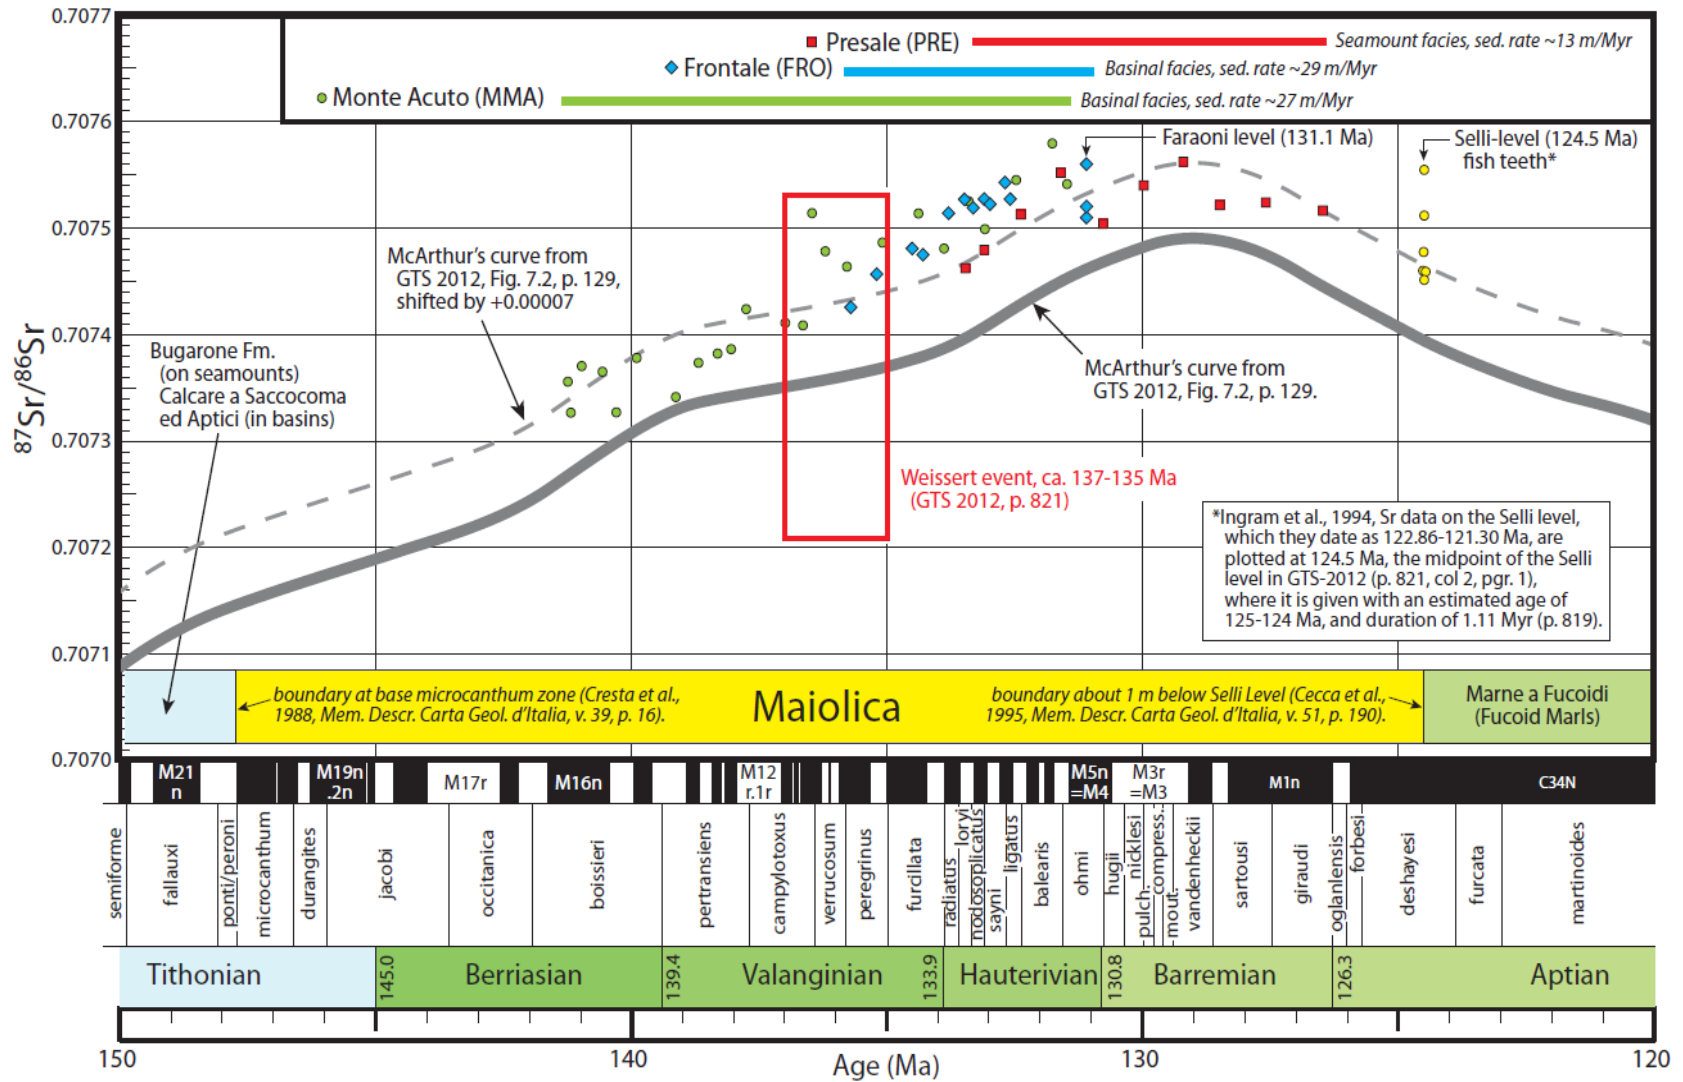 0.7077
0.7076
0.7075
0.7074
0.7073
0.7072
0.7071
0.7070
87Sr/86Sr
Presale (PRE)
Seamount facies, sed. rate ~13 m/Myr
Frontale (FRO)
Basinal facies, sed. rate ~29 m/Myr
Monte Acuto (MMA)
Basinal facies, sed. rate ~27 m/Myr
Faraoni level (131.1 Ma)
Selli-level (124.5 Ma)
fish teeth*
McArthur's curve from
GTS 2012, Fig. 7.2, p. 129,
shifted by +0.00007
Bugarone Fm.
(on seamounts)
Calcare a Saccocoma
ed Aptici (in basins)
McArthur's curve from
GTS 2012, Fig. 7.2, p. 129.
Weissert event, ca. 137-135 Ma
(GTS 2012, p. 821)
*Ingram et al., 1994, Sr data on the Selli level,
which they date as 122.86-121.30 Ma, are
plotted at 124.5 Ma, the midpoint of the Selli
level in GTS-2012 (p. 821, col 2, pgr. 1),
where it is given with an estimated age of
125-124 Ma, and duration of 1.11 Myr (p. 819).
boundary at base microcanthum zone (Cresta et al.,
1988, Mem. Descr. Carta Geol. d'Italia, v. 39, p. 16).
Maiolica
boundary about 1 m below Selli Level (Cecca et al.,
1995, Mem. Descr. Carta Geol. d'Italia, v. 51, p. 190).
Marne a Fucoidi
(Fucoid Marls)
M21
n
M19n
.2n
M17r
M16n
M12
r.1r
M5n
=M4
M3r
=M3
M1n
C34N
semiforme
fallauxi
ponti/peroni
microcanthum
durangites
jacobi
occitanica
boissieri
pertransiens
campylotoxus
verrucosum
peregrinus
furcillata
radiatus
loryi
nodosoplicatus
sayni
ligatus
balearis
ohmi
hugii
nicklesi
pulch.
compress.
mout.
vandenheckii
sartousi
giraudi
oglanlensis
forbesi
deshayesi
furcata
martinoides
Tithonian
145.0
Berriasian
139.4
Valanginian
133.9
Hauterivian
130.8
Barremian
126.3
Aptian
150
140
130
120
Age (Ma)